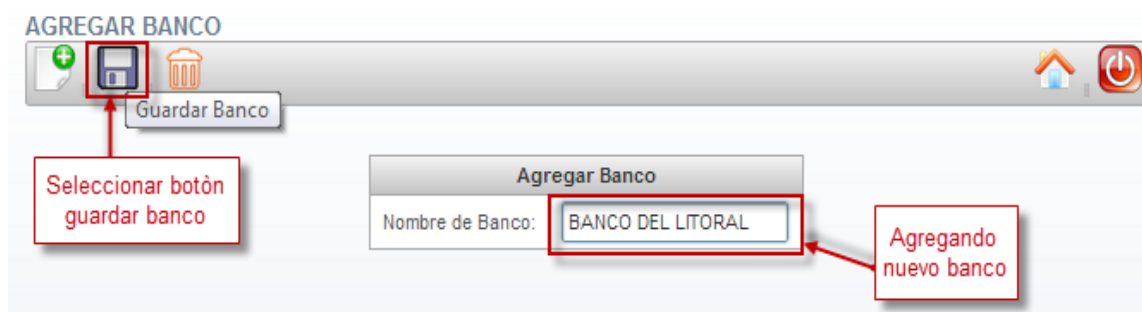 AGREGAR BANCO
Guardar Banco
Seleccionar botòn
guardar banco
Agregar Banco
Nombre de Banco: BANCO DEL LITORAL
Agregando
nuevo banco